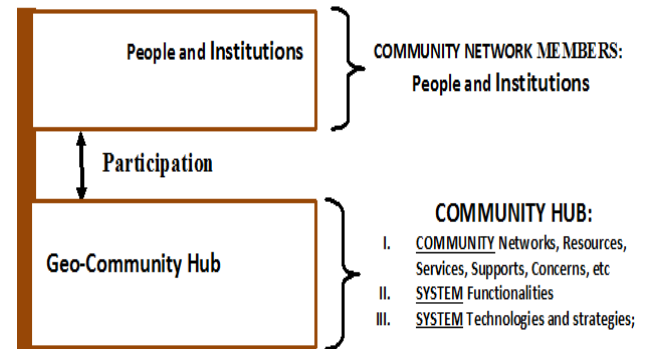 People and Institutions
COMMUNITY NETWORK MEMBERS:
People and Institutions
Participation
Geo-Community Hub
COMMUNITY HUB:
I. COMMUNITY Networks, Resources,
Services, Supports, Concerns, etc
II. SYSTEM Functionalities
III. SYSTEM Technologies and strategies;